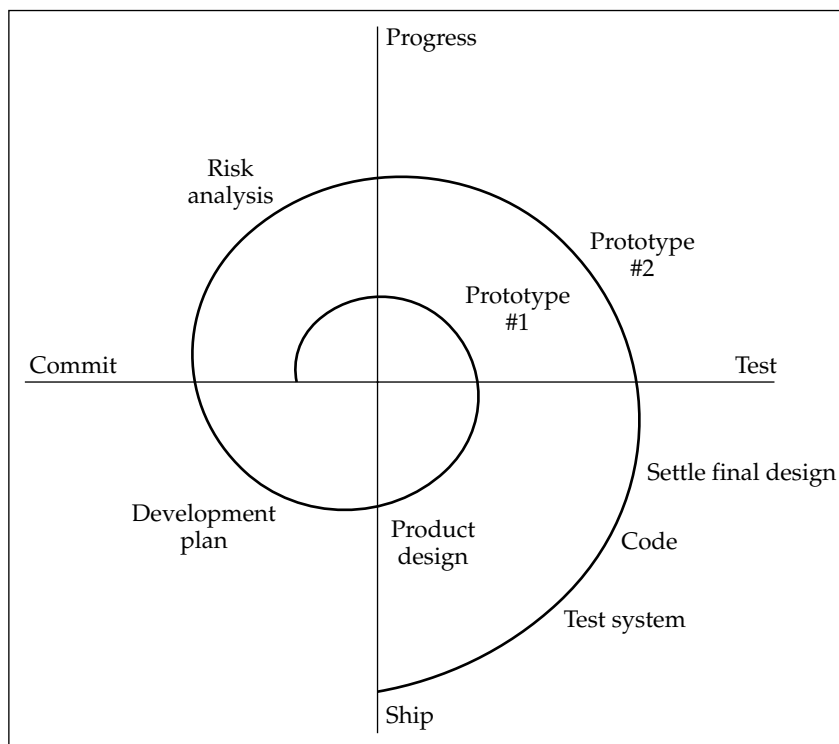 Progress
Risk
analysis
Prototype
#2
Prototype
#1
Commit
Test
Settle final design
Development
plan
Product
design
Code
Test system
Ship